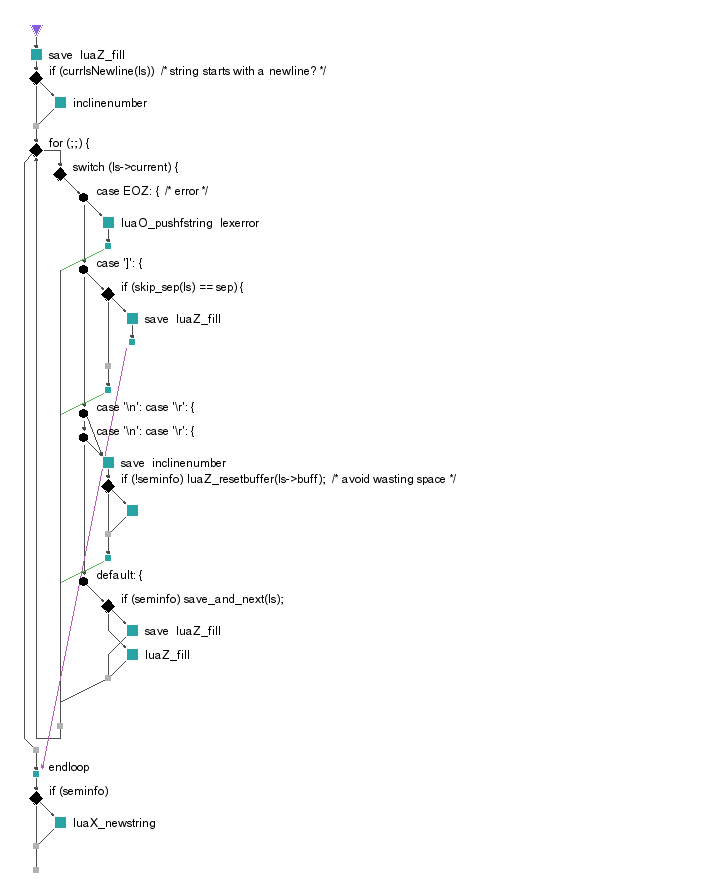 save luaZ_fill
if (currIsNewline(ls)) /* string starts with a newline? */
inclinenumber
for (;;) {
switch (ls->current) {
case EOZ: { /* error */
luaO_pushfstring lexerror
case ']': {
if (skip_sep(ls) == sep) {
save luaZ_fill
case '\n': case '\r': {
case '\n': case '\r': {
save inclinenumber
if (!seminfo) luaZ_resetbuffer(ls->buff); /* avoid wasting space */
default: {
if (seminfo) save_and_next(ls);
save luaZ_fill
luaZ_fill
endloop
if (seminfo)
luaX_newstring